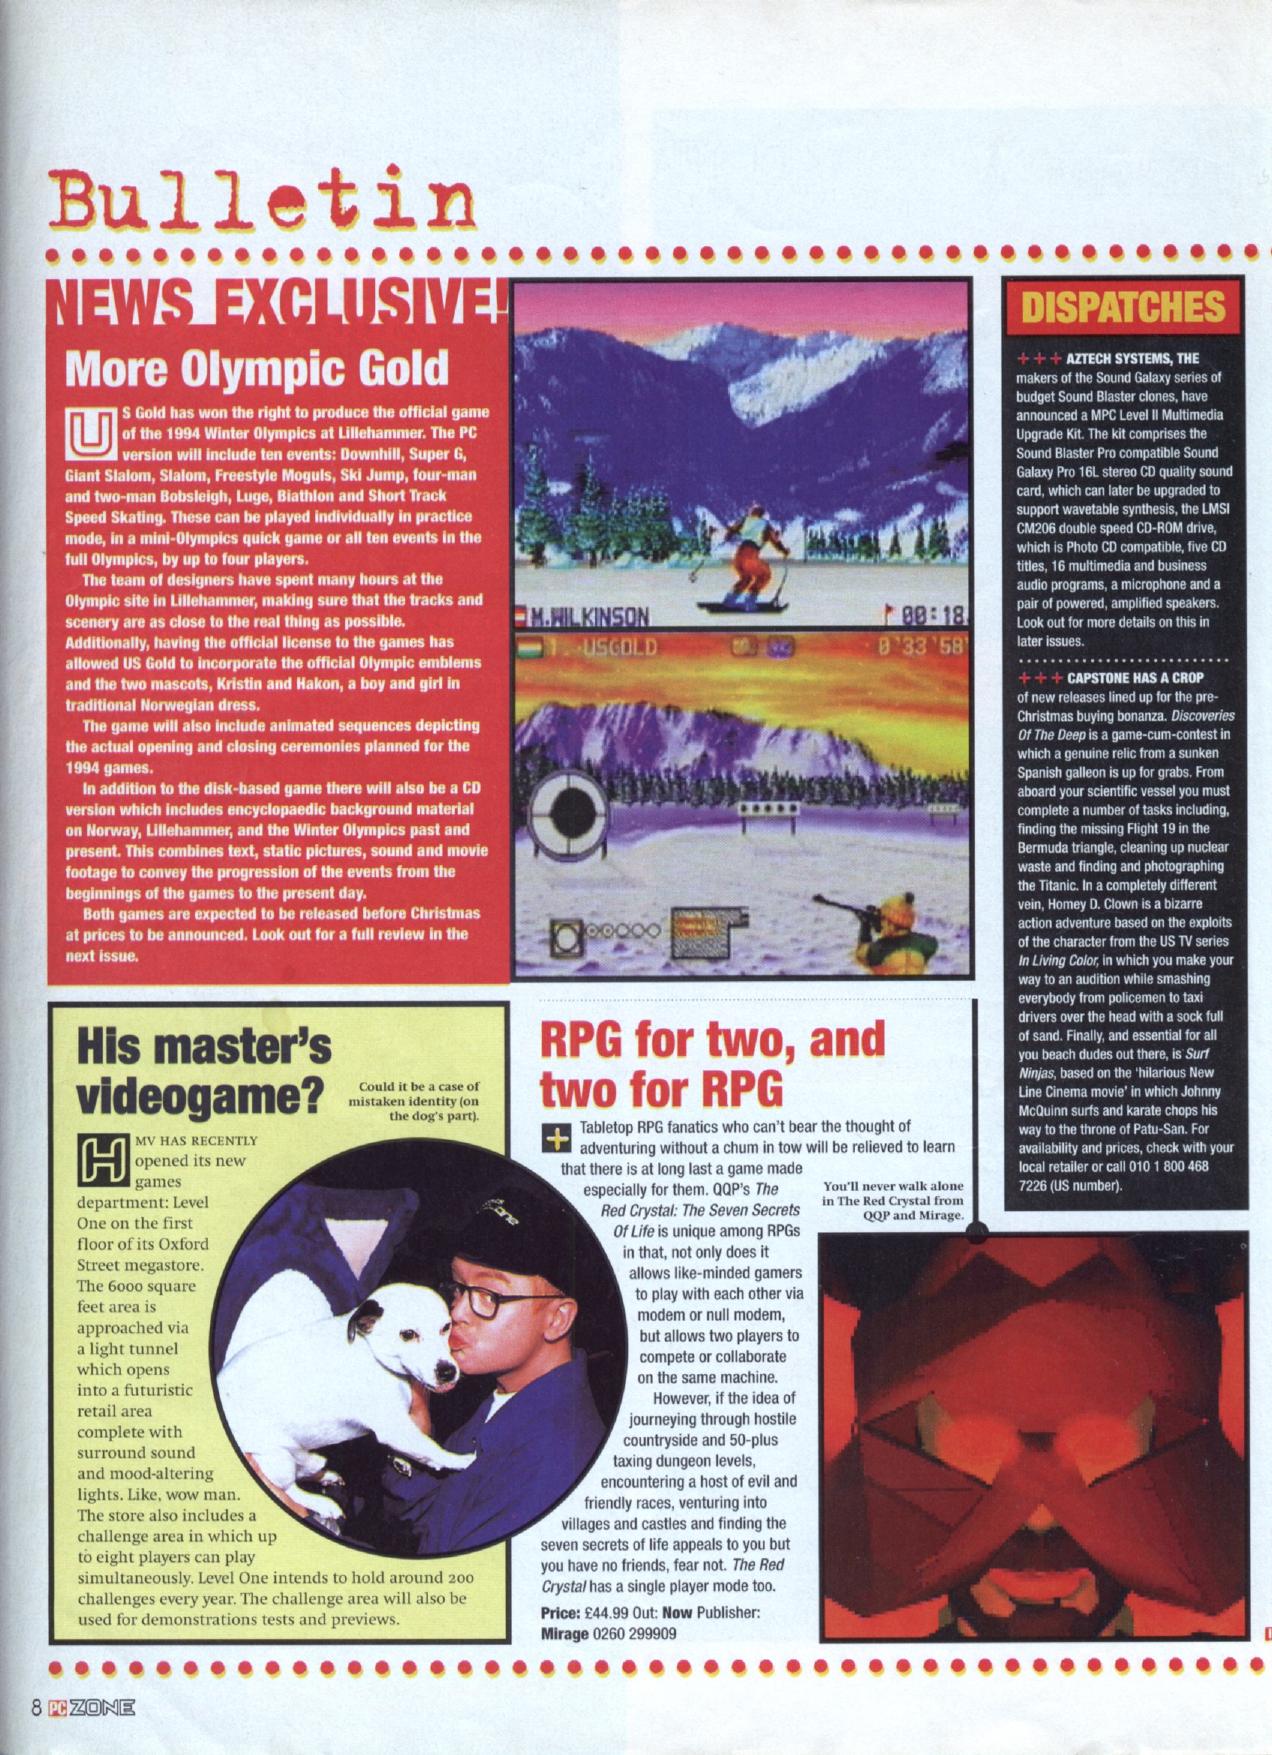 Bulletin
NEWS EXCLUSIVE!
More Olympic Gold
US Gold has won the right to produce the official game
of the 1994 Winter Olympics at Lillehammer. The PC
version will include ten events: Downhill, Super G,
Giant Slalom, Slalom, Freestyle Moguls, Ski Jump, four-man
and two-man Bobsleigh, Luge, Biathlon and Short Track
Speed Skating. These can be played individually in practice
mode, in a mini-Olympics quick game or all ten events in the
full Olympics, by up to four players.
The team of designers have spent many hours at the
Olympic site in Lillehammer, making sure that the tracks and
scenery are as close to the real thing as possible.
Additionally, having the official license to the games has
allowed US Gold to incorporate the official Olympic emblems
and the two mascots, Kristin and Hakon, a boy and girl in
traditional Norwegian dress.
The game will also include animated sequences depicting
the actual opening and closing ceremonies planned for the
1994 games.
In addition to the disk-based game there will also be a CD
version which includes encyclopaedic background material
on Norway, Lillehammer, and the Winter Olympics past and
present. This combines text, static pictures, sound and movie
footage to convey the progression of the events from the
beginnings of the games to the present day.
Both games are expected to be released before Christmas
at prices to be announced. Look out for a full review in the
next issue.
M.WILKINSON 00:18
1. USGOLD 0'33'58
DISPATCHES
+ + + AZTECH SYSTEMS, THE
makers of the Sound Galaxy series of
budget Sound Blaster clones, have
announced a MPC Level II Multimedia
Upgrade Kit. The kit comprises the
Sound Blaster Pro compatible Sound
Galaxy Pro 16L stereo CD quality sound
card, which can later be upgraded to
support wavetable synthesis, the LMSI
CM206 double speed CD-ROM drive,
which is Photo CD compatible, five CD
titles, 16 multimedia and business
audio programs, a microphone and a
pair of powered, amplified speakers.
Look out for more details on this in
later issues.
+ + + CAPSTONE HAS A CROP
of new releases lined up for the pre-
Christmas buying bonanza. Discoveries
Of The Deep is a game-cum-contest in
which a genuine relic from a sunken
Spanish galleon is up for grabs. From
aboard your scientific vessel you must
complete a number of tasks including,
finding the missing Flight 19 in the
Bermuda triangle, cleaning up nuclear
waste and finding and photographing
the Titanic. In a completely different
vein, Homey D. Clown is a bizarre
action adventure based on the exploits
of the character from the US TV series
In Living Color, in which you make your
way to an audition while smashing
everybody from policemen to taxi
drivers over the head with a sock full
of sand. Finally, and essential for all
you beach dudes out there, is Surf
Ninjas, based on the 'hilarious New
Line Cinema movie' in which Johnny
McQuinn surfs and karate chops his
way to the throne of Patu-San. For
availability and prices, check with your
local retailer or call 010 1 800 468
7226 (US number).
His master's
videogame?
Could it be a case of
mistaken identity (on
the dog's part).
HMV HAS RECENTLY
opened its new
games
department: Level
One on the first
floor of its Oxford
Street megastore.
The 6000 square
feet area is
approached via
a light tunnel
which opens
into a futuristic
retail area
complete with
surround sound
and mood-altering
lights. Like, wow man.
The store also includes a
challenge area in which up
to eight players can play
simultaneously. Level One intends to hold around 200
challenges every year. The challenge area will also be
used for demonstrations tests and previews.
RPG for two, and
two for RPG
+ Tabletop RPG fanatics who can't bear the thought of
adventuring without a chum in tow will be relieved to learn
that there is at long last a game made
especially for them. QQP's The
Red Crystal: The Seven Secrets
Of Life is unique among RPGs
in that, not only does it
allows like-minded gamers
to play with each other via
modem or null modem,
but allows two players to
compete or collaborate
on the same machine.
However, if the idea of
journeying through hostile
countryside and 50-plus
taxing dungeon levels,
encountering a host of evil and
friendly races, venturing into
villages and castles and finding the
seven secrets of life appeals to you but
you have no friends, fear not. The Red
Crystal has a single player mode too.
Price: £44.99 Out: Now Publisher:
Mirage 0260 299909
You'll never walk alone
in The Red Crystal from
QQP and Mirage.
8 PC ZONE